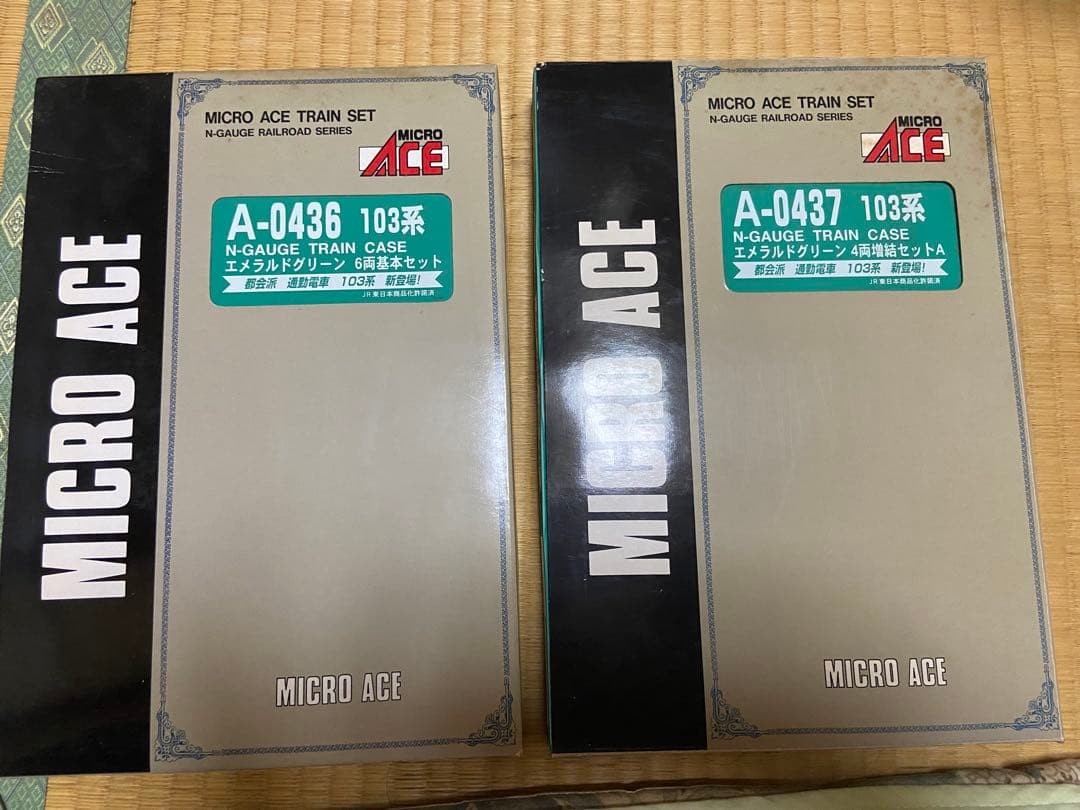 MICRO ACE
MICRO ACE TRAIN SET
N-GAUGE RAILROAD SERIES
MICRO
ACE
A-0436 103系
N-GAUGE TRAIN CASE
エメラルドグリーン 6両基本セット
都会派 通勤電車 103系 新登場!
JR東日本商品化許諾済
MICRO ACE
MICRO ACE
MICRO ACE TRAIN SET
N-GAUGE RAILROAD SERIES
MICRO
ACE
A-0437 103系
N-GAUGE TRAIN CASE
エメラルドグリーン 4両増結セットA
都会派 通勤電車 103系 新登場!
JR東日本商品化許諾済
MICRO ACE